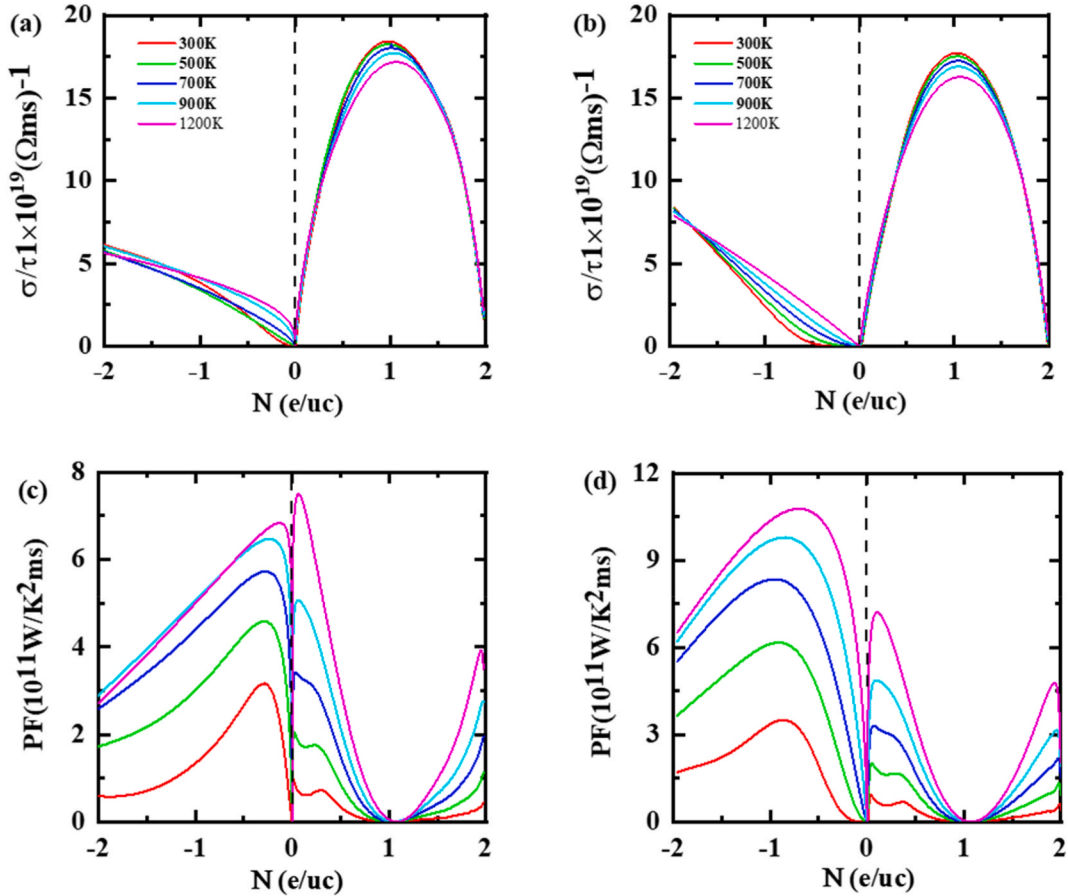 (a)
20
15
10
5
0
σ/τ1×10¹⁹(Ωms)⁻¹
300K
500K
700K
900K
1200K
-2 -1 0 1 2
N (e/uc)
(b)
20
15
10
5
0
σ/τ1×10¹⁹(Ωms)⁻¹
300K
500K
700K
900K
1200K
-2 -1 0 1 2
N (e/uc)
(c)
8
6
4
2
0
PF(10¹¹W/K²ms)
-2 -1 0 1 2
N (e/uc)
(d)
12
9
6
3
0
PF(10¹¹W/K²ms)
-2 -1 0 1 2
N (e/uc)